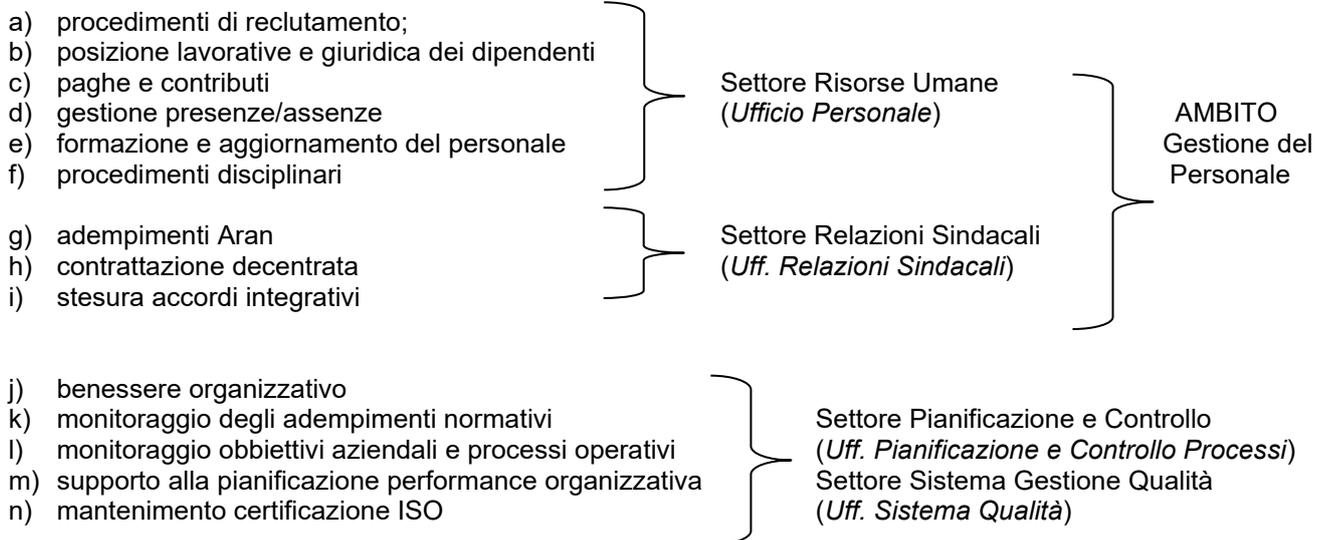 a) procedimenti di reclutamento;
b) posizione lavorative e giuridica dei dipendenti
c) paghe e contributi
d) gestione presenze/assenze
e) formazione e aggiornamento del personale
f) procedimenti disciplinari
Settore Risorse Umane
(Ufficio Personale)
g) adempimenti Aran
h) contrattazione decentrata
i) stesura accordi integrativi
Settore Relazioni Sindacali
(Uff. Relazioni Sindacali)
AMBITO
Gestione del
Personale
j) benessere organizzativo
k) monitoraggio degli adempimenti normativi
l) monitoraggio obbiettivi aziendali e processi operativi
m) supporto alla pianificazione performance organizzativa
n) mantenimento certificazione ISO
Settore Pianificazione e Controllo
(Uff. Pianificazione e Controllo Processi)
Settore Sistema Gestione Qualità
(Uff. Sistema Qualità)